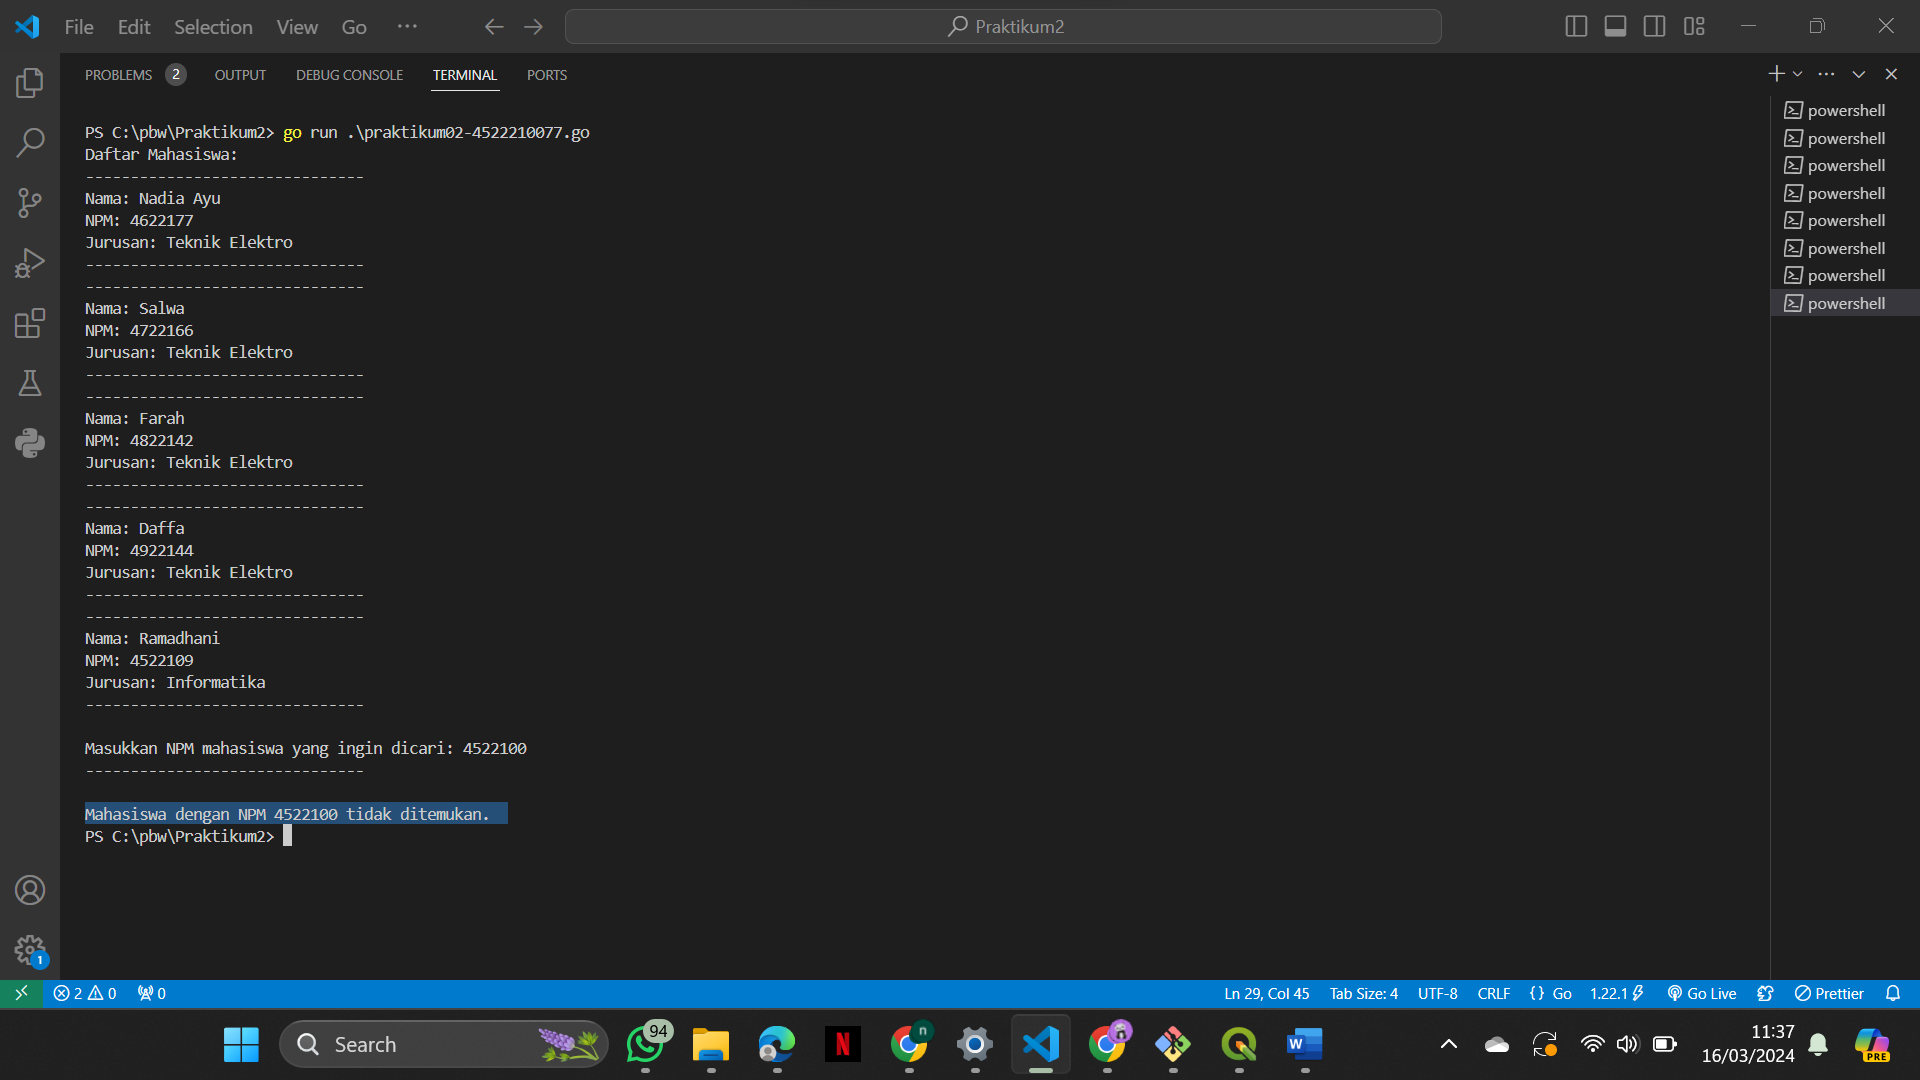 File Edit Selection View Go ···
Praktikum2
PROBLEMS 2 OUTPUT DEBUG CONSOLE TERMINAL PORTS
PS C:\pbw\Praktikum2> go run .\praktikum02-4522210077.go
Daftar Mahasiswa:
-------------------------------
Nama: Nadia Ayu
NPM: 4622177
Jurusan: Teknik Elektro
-------------------------------
-------------------------------
Nama: Salwa
NPM: 4722166
Jurusan: Teknik Elektro
-------------------------------
-------------------------------
Nama: Farah
NPM: 4822142
Jurusan: Teknik Elektro
-------------------------------
-------------------------------
Nama: Daffa
NPM: 4922144
Jurusan: Teknik Elektro
-------------------------------
-------------------------------
Nama: Ramadhani
NPM: 4522109
Jurusan: Informatika
-------------------------------
Masukkan NPM mahasiswa yang ingin dicari: 4522100
-------------------------------
Mahasiswa dengan NPM 4522100 tidak ditemukan.
PS C:\pbw\Praktikum2>
powershell
powershell
powershell
powershell
powershell
powershell
powershell
powershell
1
2 0 0
Ln 29, Col 45 Tab Size: 4 UTF-8 CRLF {} Go 1.22.1 Go Live Prettier
Search
94
N
n
W
11:37
16/03/2024
PRE